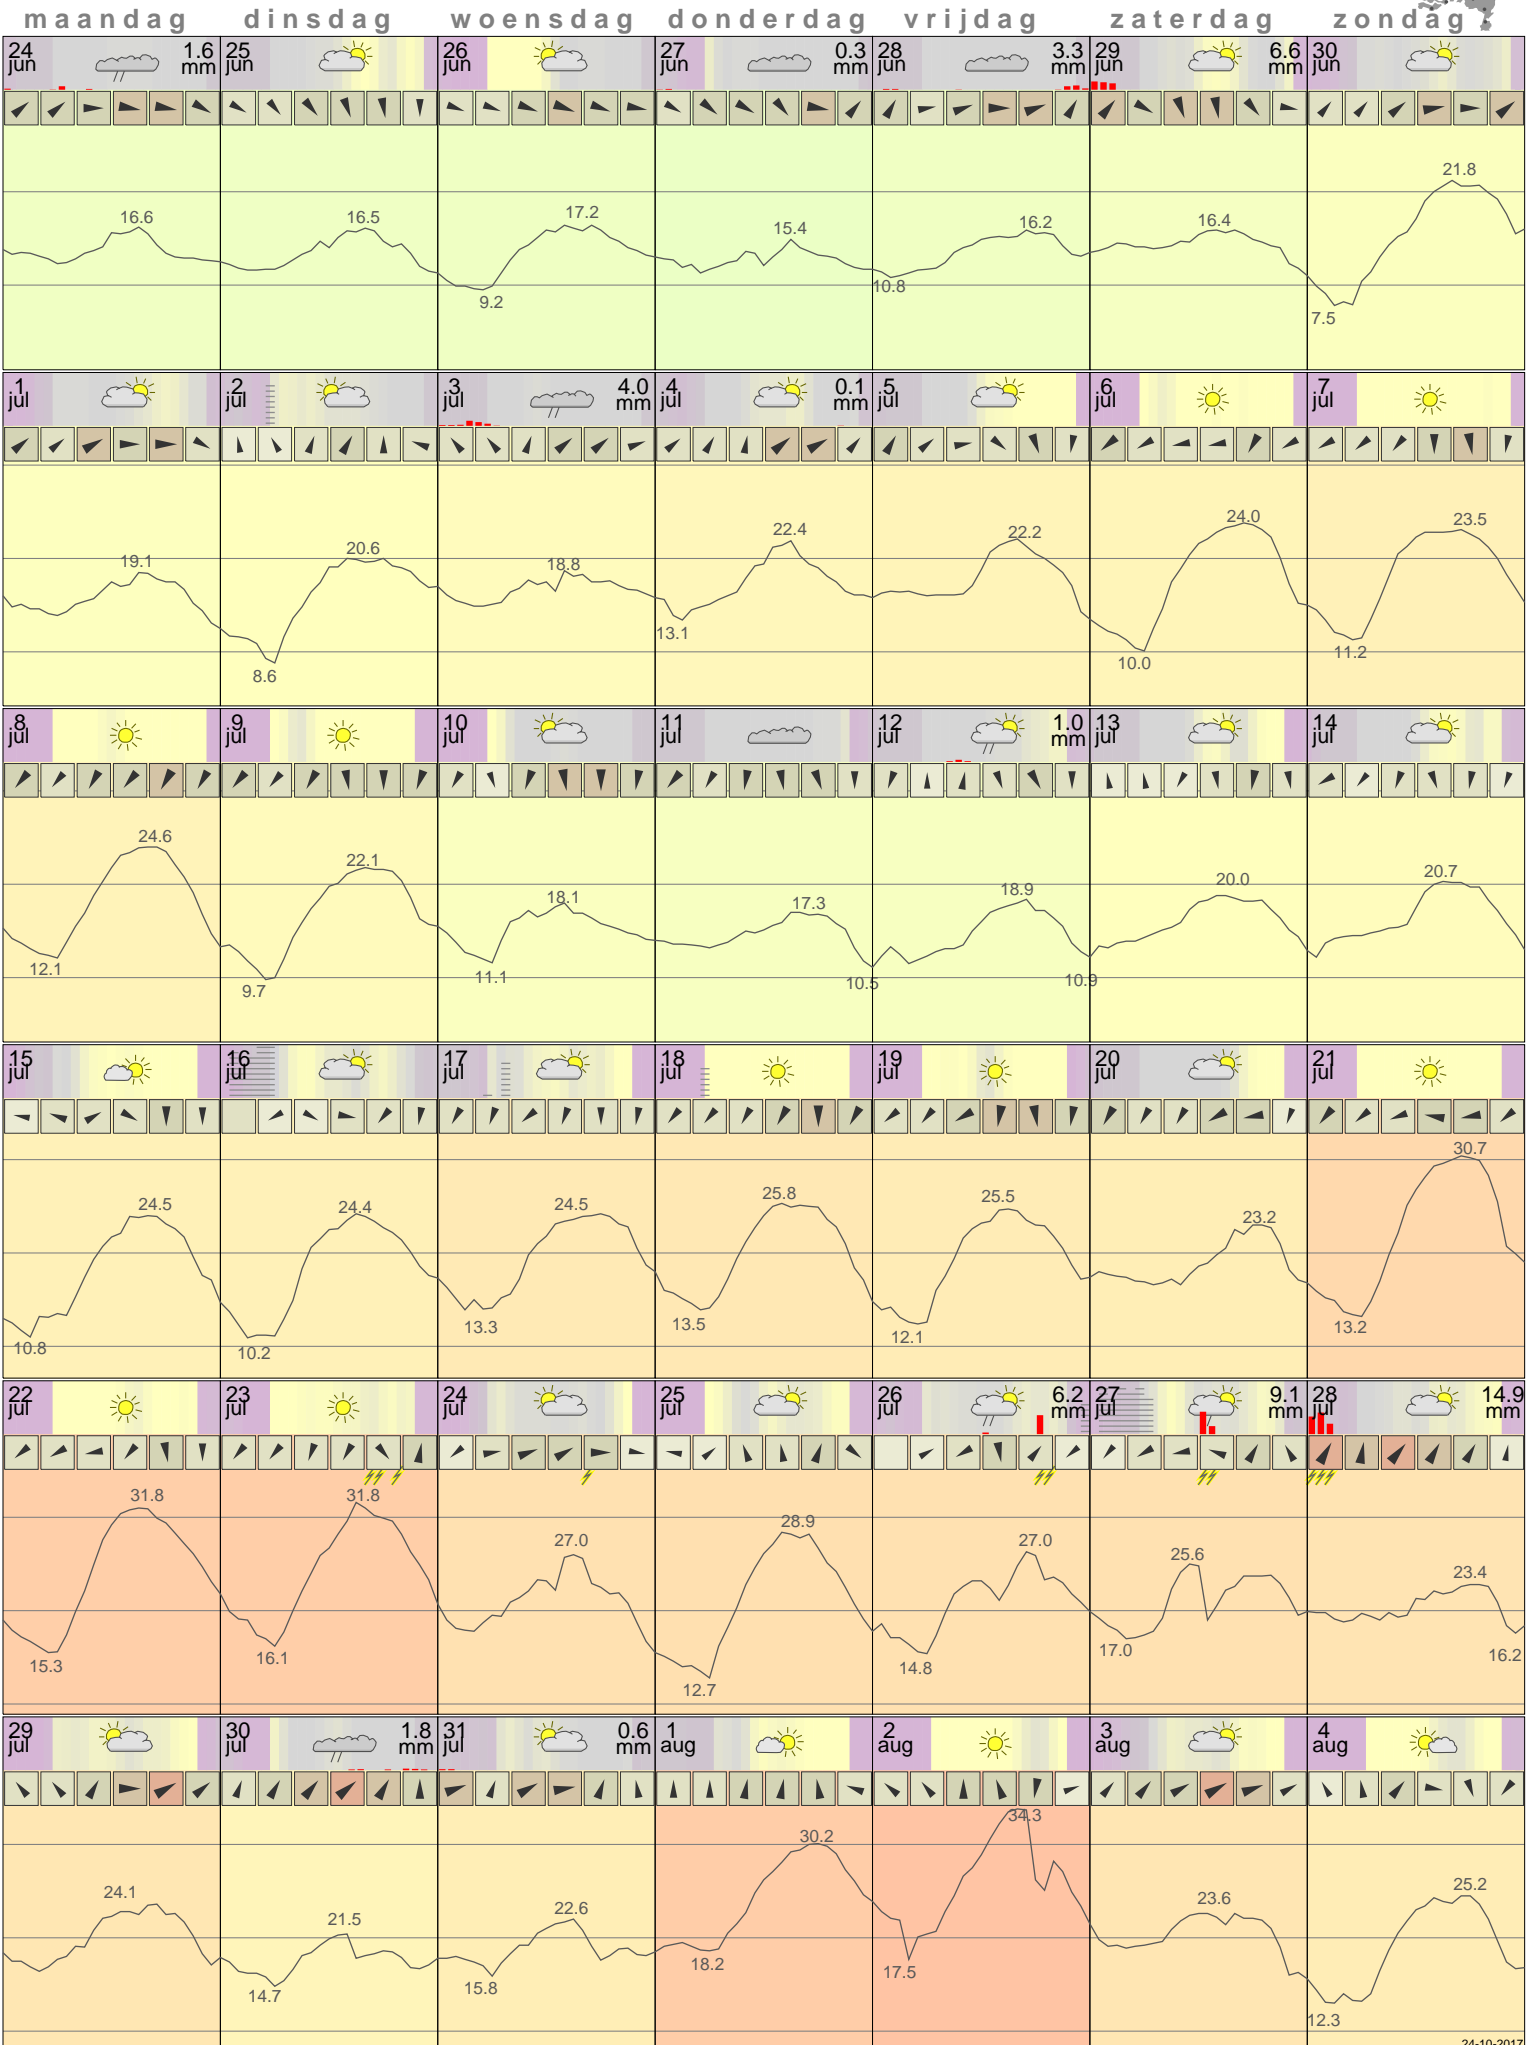 maandag dinsdag woensdag donderdag vrijdag zaterdag zondag
24 jun 1.6 mm 25 jun 26 jun 27 jun 0.3 mm 28 jun 3.3 mm 29 jun 6.6 mm 30 jun
16.6 16.5 17.2 9.2 15.4 10.8 16.2 16.4 7.5 21.8
1 jul 2 jul 3 jul 4.0 mm 4 jul 0.1 mm 5 jul 6 jul 7 jul
19.1 8.6 20.6 18.8 13.1 22.4 22.2 10.0 24.0 11.2 23.5
8 jul 9 jul 10 jul 11 jul 12 jul 1.0 mm 13 jul 14 jul
12.1 24.6 9.7 22.1 11.1 18.1 17.3 10.5 18.9 10.9 20.0 20.7
15 jul 16 jul 17 jul 18 jul 19 jul 20 jul 21 jul
10.8 24.5 10.2 24.4 13.3 24.5 13.5 25.8 12.1 25.5 23.2 13.2 30.7
22 jul 23 jul 24 jul 25 jul 26 jul 6.2 mm 27 jul 9.1 mm 28 jul 14.9 mm
15.3 31.8 16.1 31.8 27.0 12.7 28.9 14.8 27.0 17.0 25.6 23.4 16.2
29 jul 30 jul 1.8 mm 31 jul 0.6 mm 1 aug 2 aug 3 aug 4 aug
24.1 14.7 21.5 15.8 22.6 18.2 30.2 17.5 34.3 23.6 12.3 25.2
24-10-2017